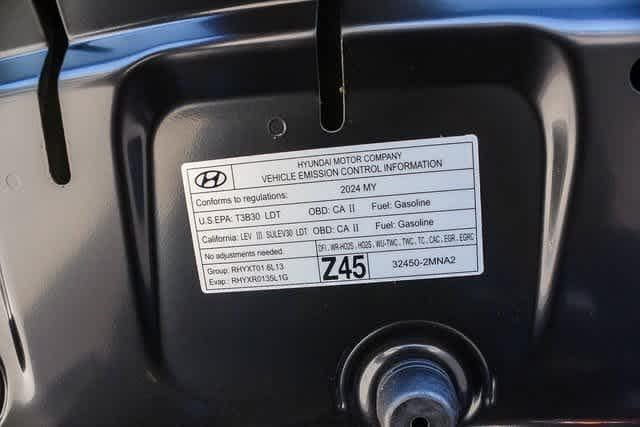 HYUNDAI MOTOR COMPANY
VEHICLE EMISSION CONTROL INFORMATION
Conforms to regulations: 2024 MY
U.S.EPA: T3B30 LDT OBD: CA II Fuel: Gasoline
California: LEV III SULEV30 LDT OBD: CA II Fuel: Gasoline
No adjustments needed. DFI, WR-HO2S, HO2S, WU-TWC, TWC, TC, CAC, EGR, EGRC
Group: RHYXT01.6L13
Evap.: RHYXR0135L1G
Z45
32450-2MNA2